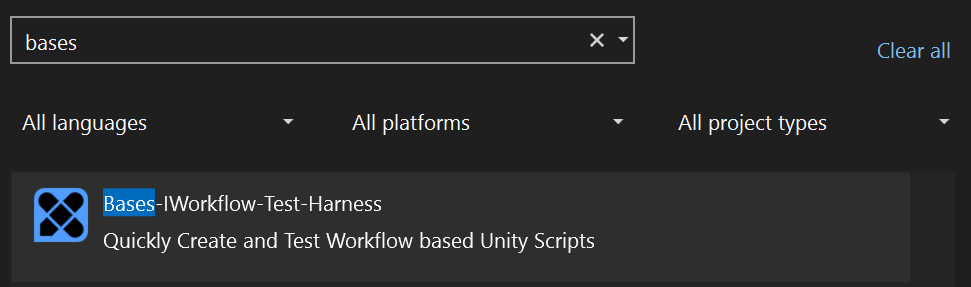 bases
Clear all
All languages All platforms All project types
Bases-IWorkflow-Test-Harness
Quickly Create and Test Workflow based Unity Scripts